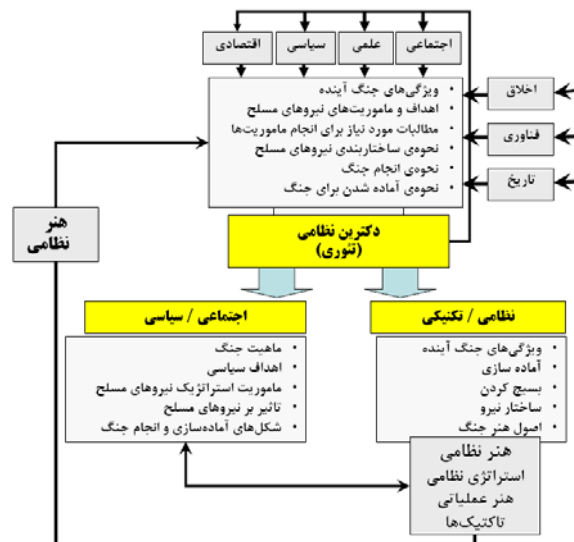 اجتماعی
علمی
سیاسی
اقتصادی
ویژگی‌های جنگ آینده
اهداف و ماموریت‌های نیروهای مسلح
مطالبات مورد نیاز برای انجام ماموریت‌ها
نحوه‌ی ساختاربندی نیروهای مسلح
نحوه‌ی انجام جنگ
نحوه‌ی آماده شدن برای جنگ
اخلاق
فناوری
تاریخ
هنر
نظامی
دکترین نظامی
(تئوری)
نظامی / تکنیکی
ویژگی‌های جنگ آینده
آماده سازی
بسیج کردن
ساختار نیرو
اصول هنر جنگ
اجتماعی / سیاسی
ماهیت جنگ
اهداف سیاسی
ماموریت استراتژیک نیروهای مسلح
تاثیر بر نیروهای مسلح
شکل‌های آماده‌سازی و انجام جنگ
هنر نظامی
استراتژی نظامی
هنر عملیاتی
تاکتیک‌ها